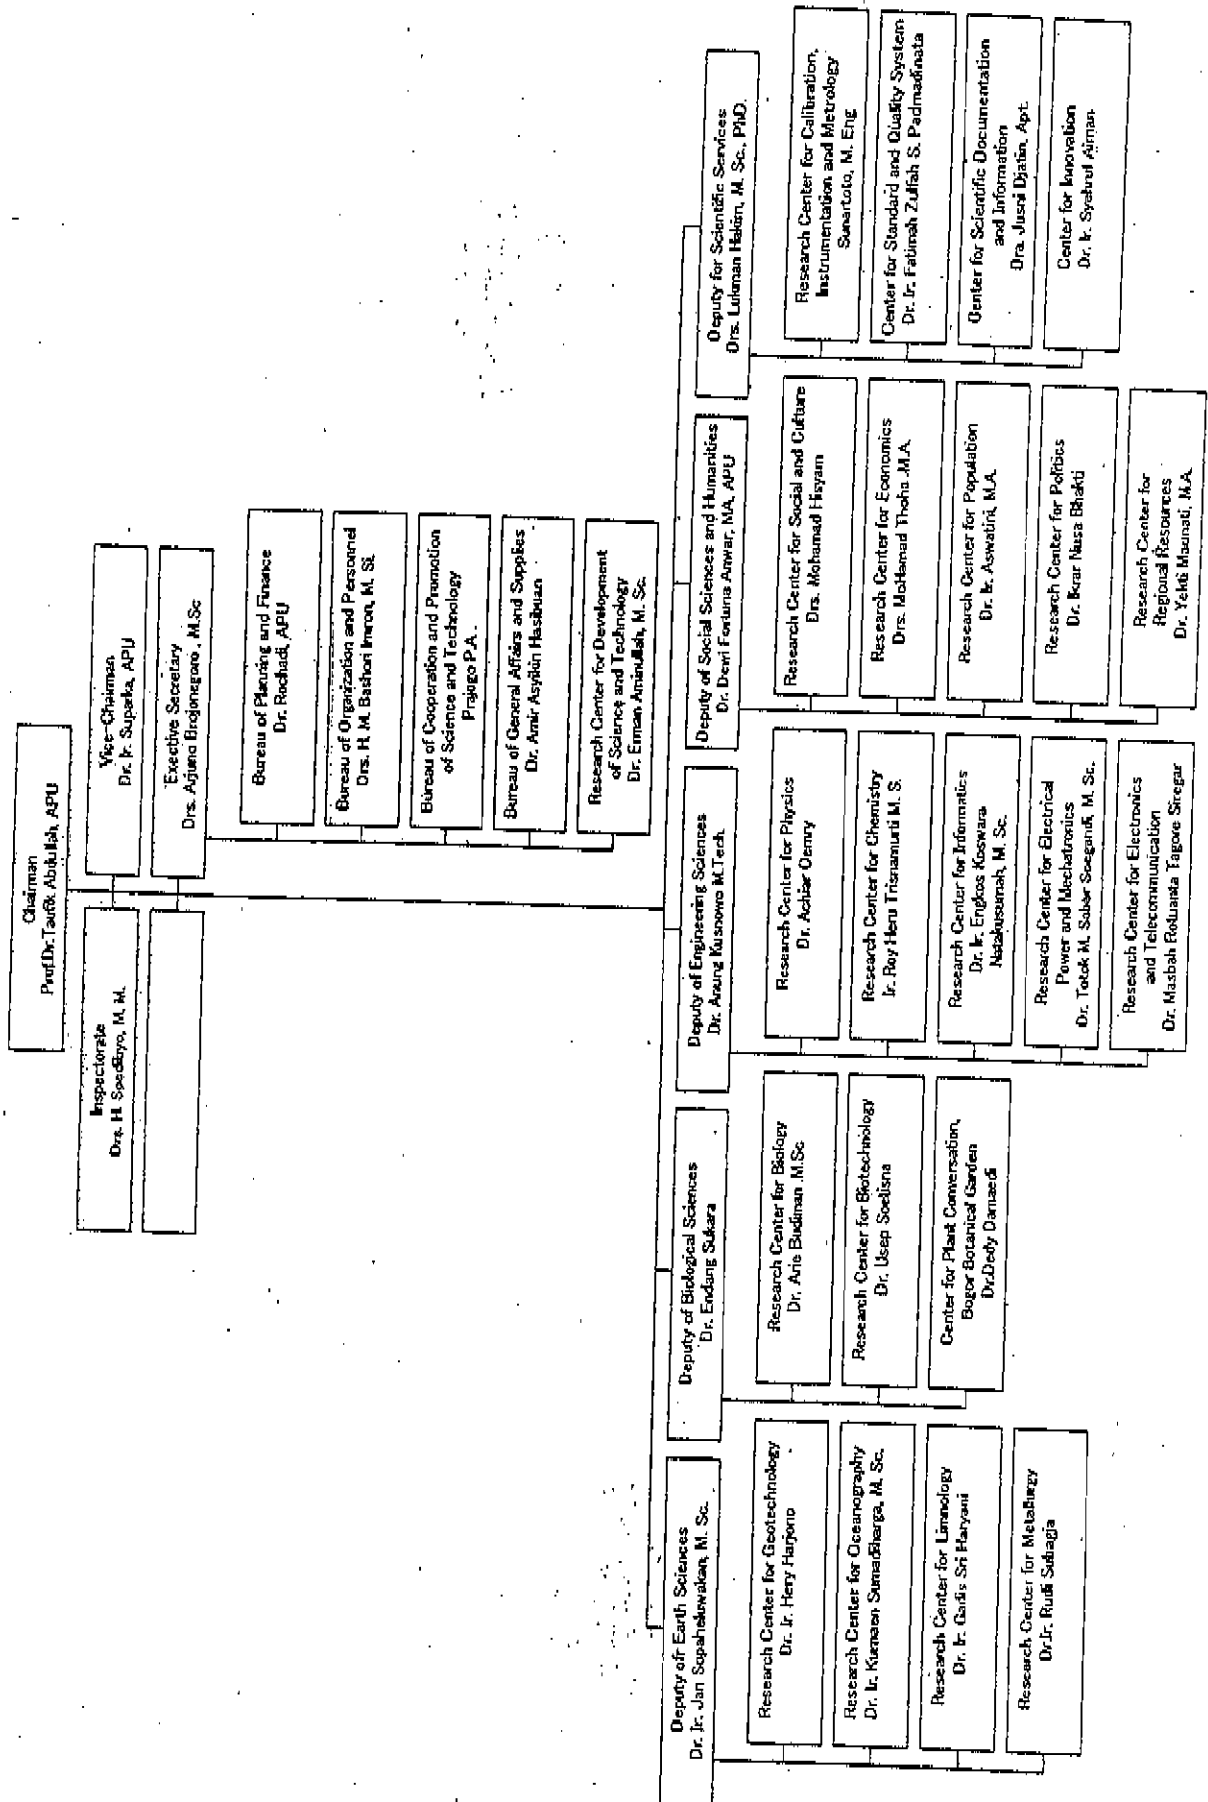 Chairman
Prof.Dr.Taufik Abdullah, APU
Inspectorate
Drs. H. Soedibyo, M. M.
Vice-Chairman
Dr. Ir. Suparka, APU
Executive Secretary
Drs. Arjuno Brojonegoro, M.Sc
Bureau of Planning and Finance
Dr. Rochadi, APU
Bureau of Organization and Personnel
Drs. H. M. Bashori Imron, M. Si.
Bureau of Cooperation and Promotion
of Science and Technology
Prajogo P.A.
Bureau of General Affairs and Supplies
Dr. Amir Asyikin Hasibuan
Research Center for Development
of Science and Technology
Dr. Erman Aminullah, M. Sc.
Deputy ofr Earth Sciences
Dr. Ir. Jan Sopaheluwakan, M. Sc.
Research Center for Geotechnology
Dr. Ir. Hery Harjono
Research Center for Oceanography
Dr. Ir. Kurnaen Sumadiharga, M. Sc.
Research Center for Limnology
Dr. Ir. Gadis Sri Haryani
Research Center for Metallurgy
Dr.Ir. Rudi Subagja
Deputy of Biological Sciences
Dr. Endang Sukara
Research Center for Biology
Dr. Arie Budiman .M.Sc
Research Center for Biotechnology
Dr. Usep Soetisna
Center for Plant Conversation,
Bogor Botanical Garden
Dr.Dedy Darnaedi
Deputy of Engineering Sciences
Dr. Anung Kusnowo M.Tech.
Research Center for Physics
Dr. Achiar Oemry
Research Center for Chemistry
Ir. Roy Heru Trisnamurti M. S.
Research Center for Informatics
Dr. Ir. Engkos Koswara
Natakusumah, M. Sc.
Research Center for Electrical
Power and Mechatronics
Dr. Totok M. Sober Soegandi, M. Sc.
Research Center for Electronics
and Telecommunication
Dr. Masbah Rotuanta Tagore Siregar
Deputy of Social Sciences and Humanities
Dr. Dewi Fortuna Anwar, MA, APU
Research Center for Social and Culture
Drs. Mohamad Hisyam
Research Center for Economics
Drs. Mohamad Thoha .M.A.
Research Center for Population
Dr. Ir. Aswatini, M.A.
Research Center for Politics
Dr. Ikrar Nusa Bhakti
Research Center for
Regional Resources
Dr. Yekti Maunati, M.A.
Deputy for Scientific Services
Drs. Lukman Hakim, M. Sc., PhD.
Research Center for Calibration,
Instrumentation and Metrology
Sunartoto, M. Eng
Center for Standard and Quality System
Dr. Ir. Fatimah Zulfah S. Padmadinata
Center for Scientific Documentation
and Information
Dra. Jusni Djatin, Apt.
Center for Innovation
Dr. Ir. Syahrul Aiman